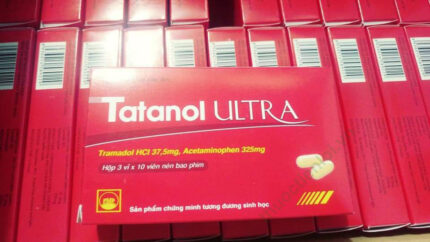 Tatanol ULTRA
Tramadol HCl 37,5mg, Acetaminophen 325mg
Hộp 3 vỉ x 10 viên nén bao phim
Sản phẩm chứng minh tương đương sinh học